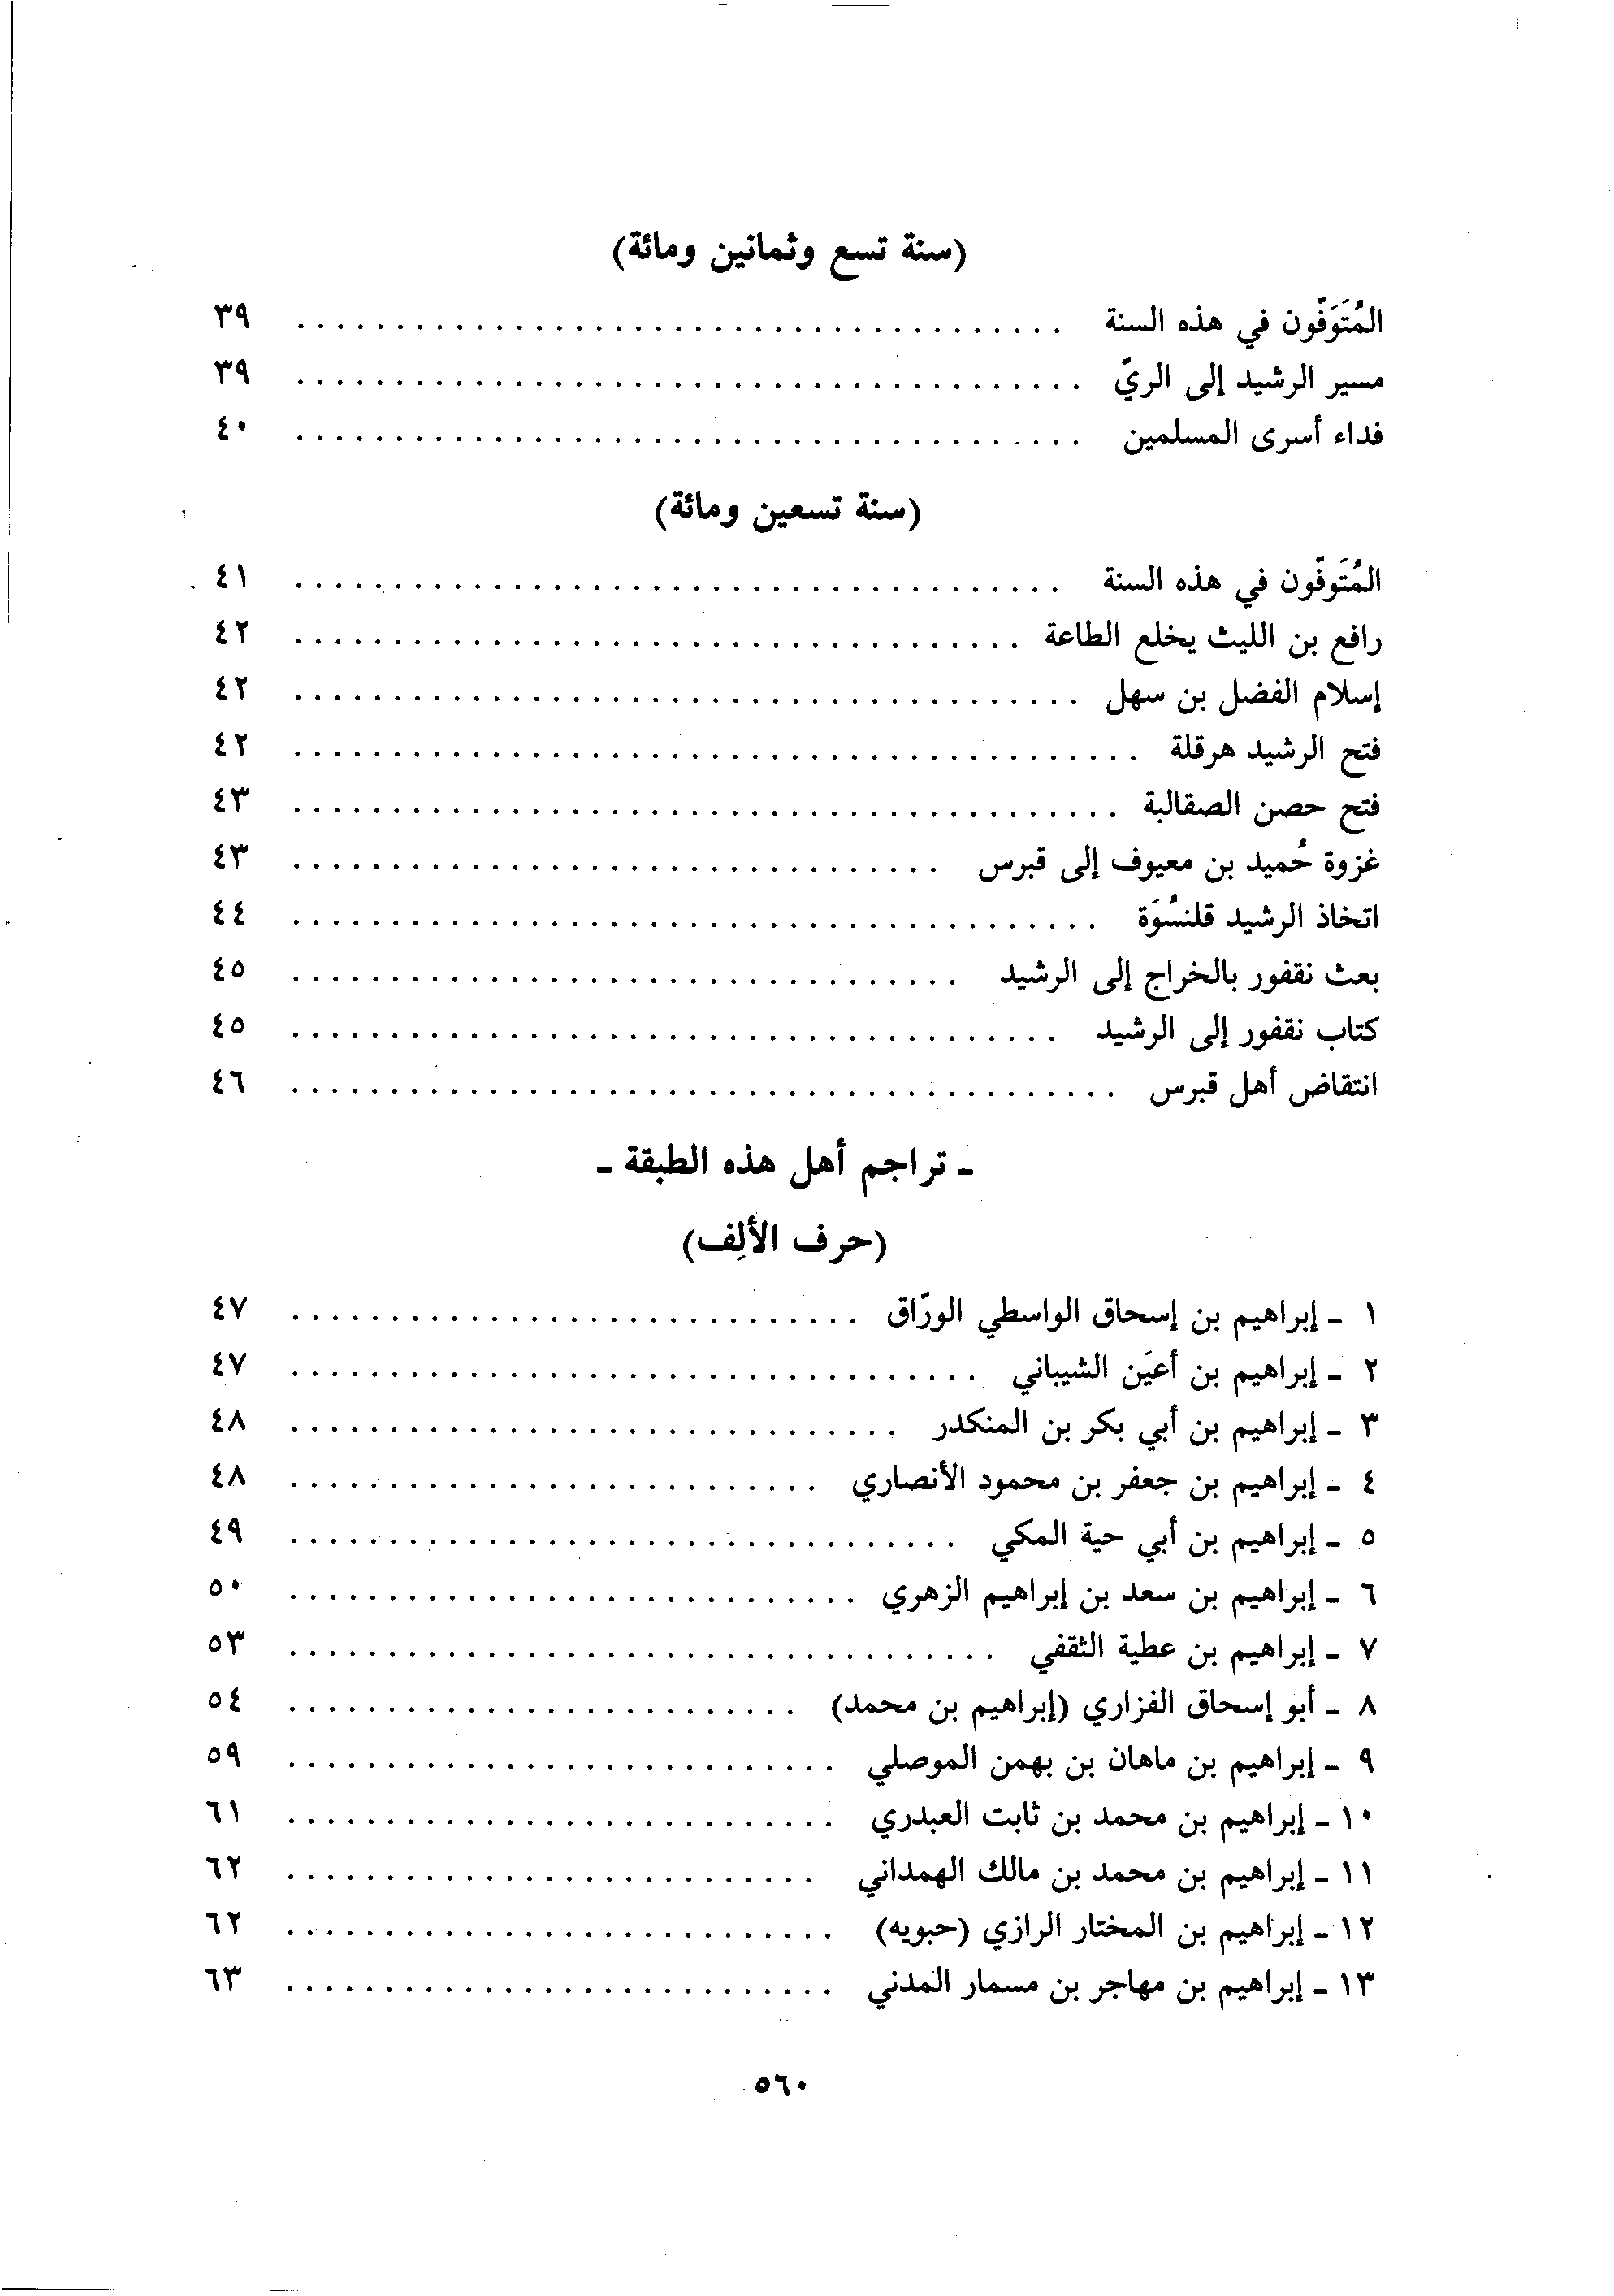 (سنة تسع وثمانين ومائة)
المُتَوَفّون في هذه السنة . . . . . . . . . . . . . . . . . . . . ٣٩
مسير الرشيد إلى الريّ . . . . . . . . . . . . . . . . . . . . ٣٩
فداء أسرى المسلمين . . . . . . . . . . . . . . . . . . . . ٤٠
(سنة تسعين ومائة)
المُتَوفّون في هذه السنة . . . . . . . . . . . . . . . . . . . . ٤١
رافع بن الليث يخلع الطاعة . . . . . . . . . . . . . . . . . . . . ٤٢
إسلام الفضل بن سهل . . . . . . . . . . . . . . . . . . . . ٤٢
فتح الرشيد هرقلة . . . . . . . . . . . . . . . . . . . . ٤٢
فتح حصن الصقالبة . . . . . . . . . . . . . . . . . . . . ٤٣
غزوة حُميد بن معيوف إلى قبرس . . . . . . . . . . . . . . . . . . . . ٤٣
اتخاذ الرشيد قلنسُوَة . . . . . . . . . . . . . . . . . . . . ٤٤
بعث نقفور بالخراج إلى الرشيد . . . . . . . . . . . . . . . . . . . . ٤٥
كتاب نقفور إلى الرشيد . . . . . . . . . . . . . . . . . . . . ٤٥
انتقاض أهل قبرس . . . . . . . . . . . . . . . . . . . . ٤٦
ـ تراجم أهل هذه الطبقة ـ
(حرف الألِف)
١ ـ إبراهيم بن إسحاق الواسطي الورّاق . . . . . . . . . . . . . . . . . . . . ٤٧
٢ ـ إبراهيم بن أعيَن الشيباني . . . . . . . . . . . . . . . . . . . . ٤٧
٣ ـ إبراهيم بن أبي بكر بن المنكدر . . . . . . . . . . . . . . . . . . . . ٤٨
٤ ـ إبراهيم بن جعفر بن محمود الأنصاري . . . . . . . . . . . . . . . . . . . . ٤٨
٥ ـ إبراهيم بن أبي حية المكي . . . . . . . . . . . . . . . . . . . . ٤٩
٦ ـ إبراهيم بن سعد بن إبراهيم الزهري . . . . . . . . . . . . . . . . . . . . ٥٠
٧ ـ إبراهيم بن عطية الثقفي . . . . . . . . . . . . . . . . . . . . ٥٣
٨ ـ أبو إسحاق الفزاري (إبراهيم بن محمد) . . . . . . . . . . . . . . . . . . . . ٥٤
٩ ـ إبراهيم بن ماهان بن بهمن الموصلي . . . . . . . . . . . . . . . . . . . . ٥٩
١٠ ـ إبراهيم بن محمد بن ثابت العبدري . . . . . . . . . . . . . . . . . . . . ٦١
١١ ـ إبراهيم بن محمد بن مالك الهمداني . . . . . . . . . . . . . . . . . . . . ٦٢
١٢ ـ إبراهيم بن المختار الرازي (حبويه) . . . . . . . . . . . . . . . . . . . . ٦٢
١٣ ـ إبراهيم بن مهاجر بن مسمار المدني . . . . . . . . . . . . . . . . . . . . ٦٣
٥٦٠